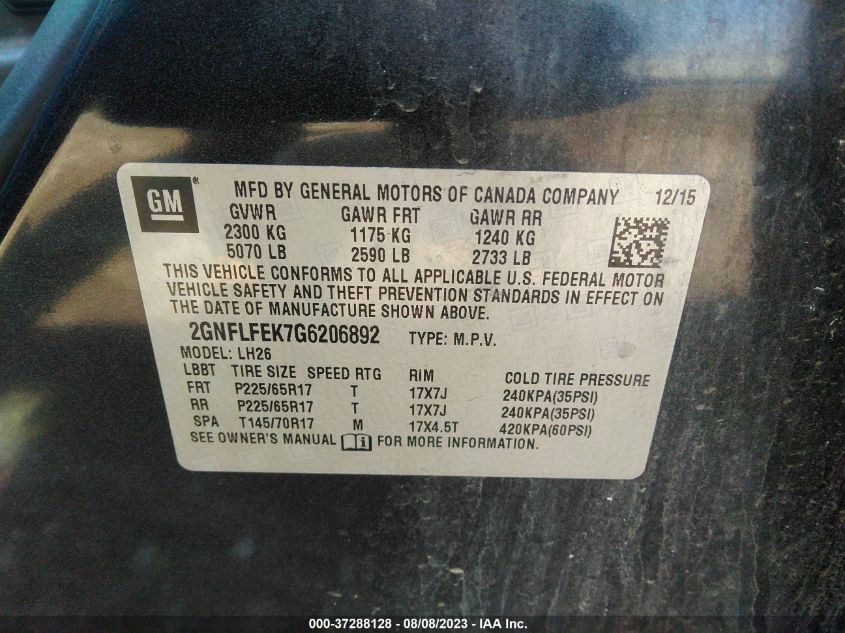 GM ® MFD BY GENERAL MOTORS OF CANADA COMPANY 12/15
GVWR GAWR FRT GAWR RR
2300 KG 1175 KG 1240 KG
5070 LB 2590 LB 2733 LB
THIS VEHICLE CONFORMS TO ALL APPLICABLE U.S. FEDERAL MOTOR
VEHICLE SAFETY AND THEFT PREVENTION STANDARDS IN EFFECT ON
THE DATE OF MANUFACTURE SHOWN ABOVE.
2GNFLFEK7G6206892 TYPE: M.P.V.
MODEL: LH26
LBBT TIRE SIZE SPEED RTG RIM COLD TIRE PRESSURE
FRT P225/65R17 T 17X7J 240KPA(35PSI)
RR P225/65R17 T 17X7J 240KPA(35PSI)
SPA T145/70R17 M 17X4.5T 420KPA(60PSI)
SEE OWNER'S MANUAL FOR MORE INFORMATION.
000-37288128 - 08/08/2023 - IAA Inc.